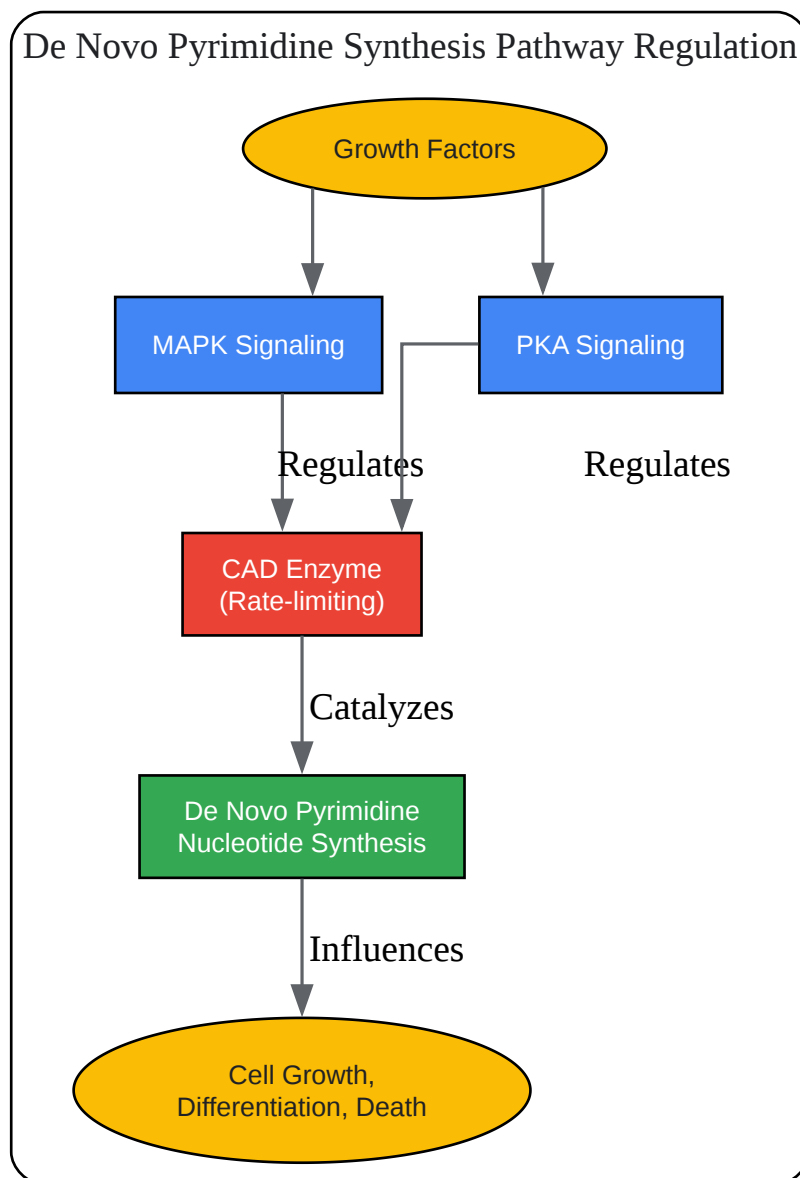 De Novo Pyrimidine Synthesis Pathway Regulation
Growth Factors
MAPK Signaling
PKA Signaling
Regulates
Regulates
CAD Enzyme
(Rate-limiting)
Catalyzes
De Novo Pyrimidine
Nucleotide Synthesis
Influences
Cell Growth,
Differentiation, Death